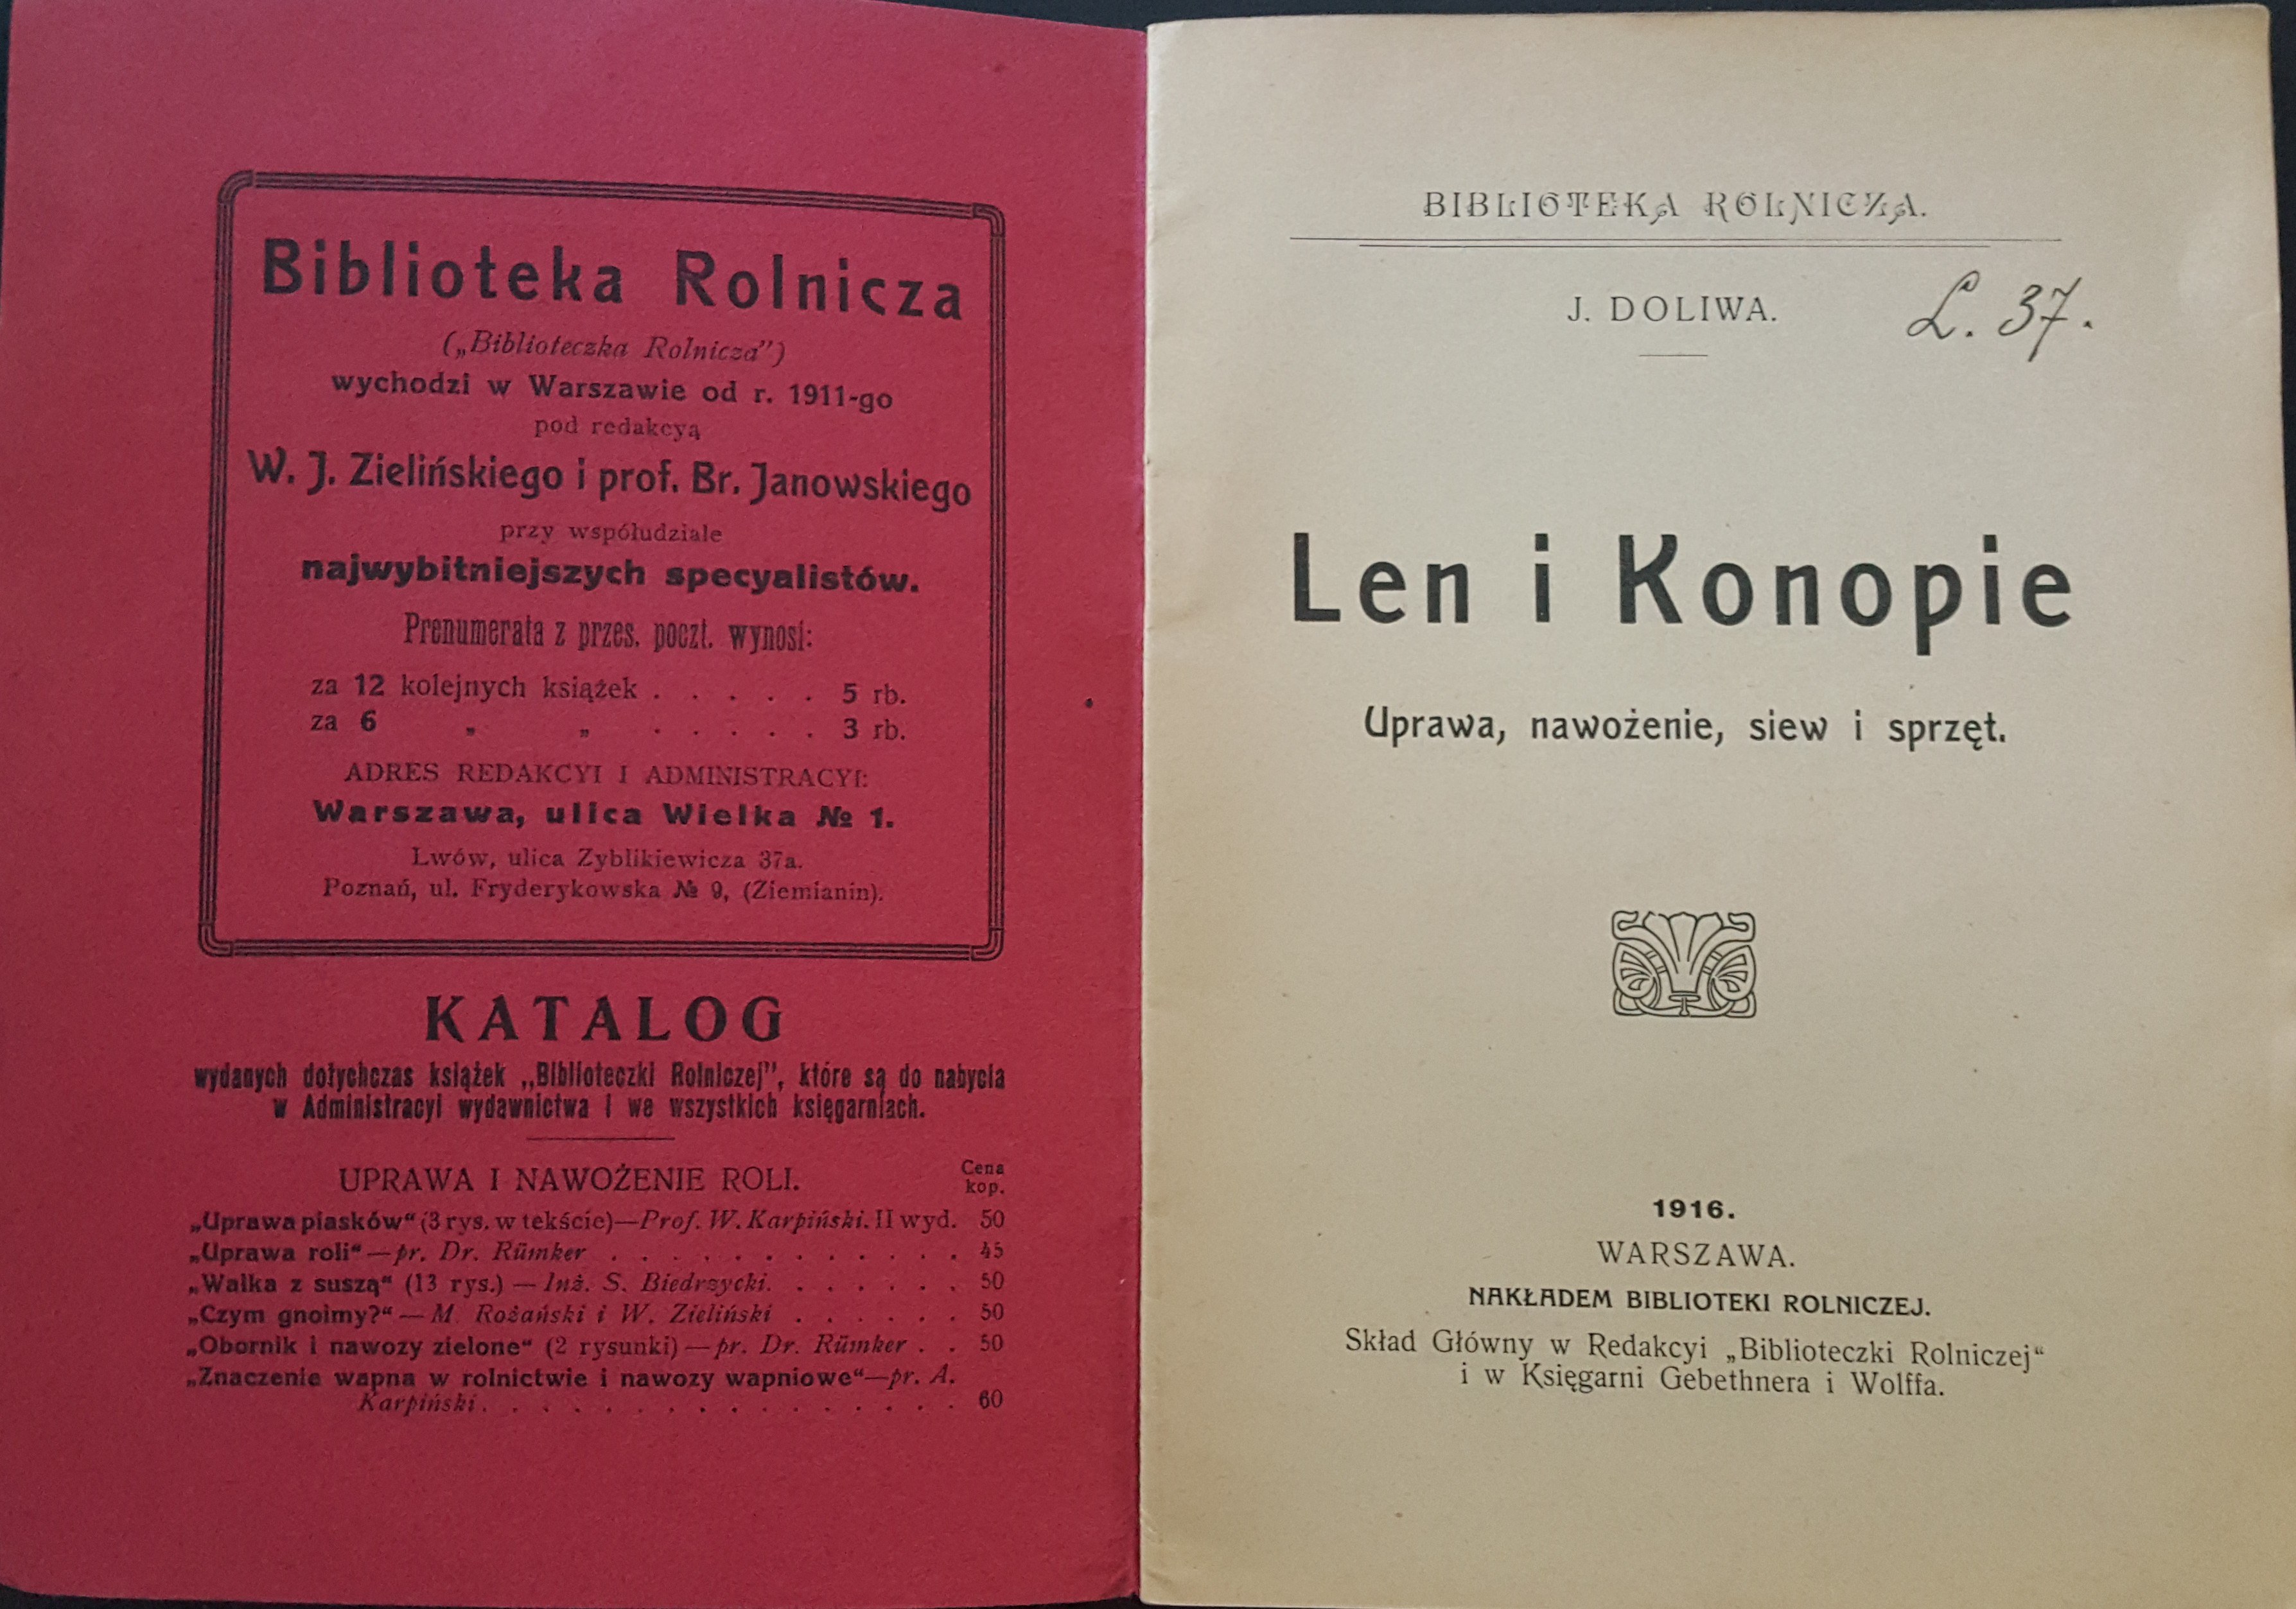 Biblioteka Rolnicza
(„Biblioteczka Rolnicza”)
wychodzi w Warszawie od r. 1911-go
pod redakcyą
W. J. Zielińskiego i prof. Br. Janowskiego
przy współudziale
najwybitniejszych specyalistów.
Prenumerata z przes. poczt. wynosi:
za 12 kolejnych książek . . . . . 5 rb.
za 6 „ „ . . . . . 3 rb.
ADRES REDAKCYI I ADMINISTRACYI:
Warszawa, ulica Wielka № 1.
Lwów, ulica Zyblikiewicza 37a.
Poznań, ul. Fryderykowska № 9, (Ziemianin).
KATALOG
wydanych dotychczas książek „Biblioteczki Rolniczej”, które są do nabycia
w Administracyi wydawnictwa i we wszystkich księgarniach.
UPRAWA I NAWOŻENIE ROLI.
Cena
kop.
„Uprawa piasków“ (3 rys. w tekście)—Prof. W. Karpiński. II wyd. 50
„Uprawa roli“—pr. Dr. Rümker . . . . . . . . . . . . 45
„Walka z suszą“ (13 rys.) — Inż. S. Biedrzycki. . . . . . . 50
„Czym gnoimy?“— M. Rożański i W. Zieliński . . . . . . 50
„Obornik i nawozy zielone“ (2 rysunki)—pr. Dr. Rümker . . 50
„Znaczenie wapna w rolnictwie i nawozy wapniowe“—pr. A.
Karpiński. . . . . . . . . . . . . . . . 60
BIBLIOTEKA ROLNICZA.
J. DOLIWA.
L. 37.
Len i Konopie
Uprawa, nawożenie, siew i sprzęt.
1916.
WARSZAWA.
NAKŁADEM BIBLIOTEKI ROLNICZEJ.
Skład Główny w Redakcyi „Biblioteczki Rolniczej“
i w Księgarni Gebethnera i Wolffa.